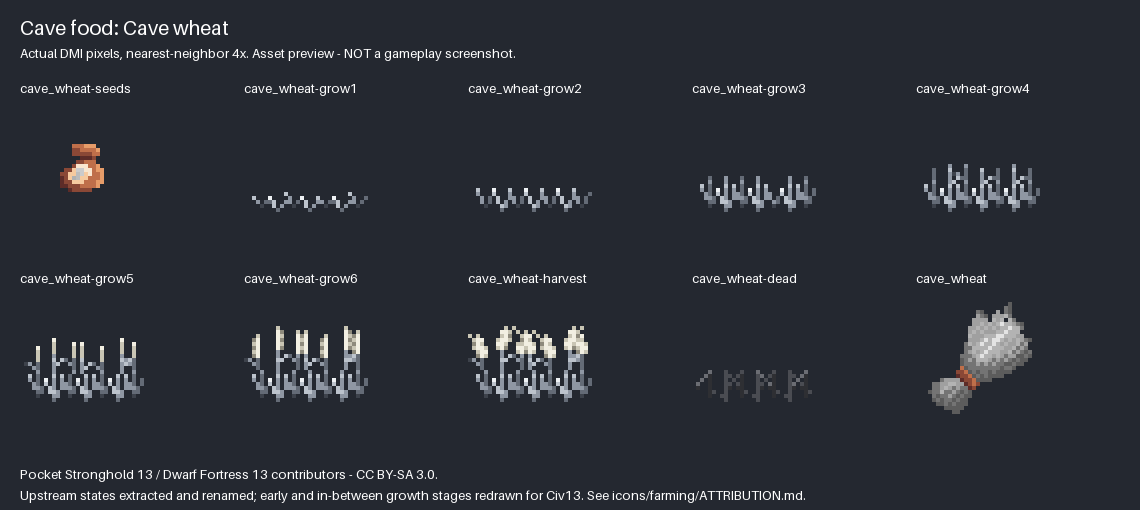 Cave food: Cave wheat
Actual DMI pixels, nearest-neighbor 4x. Asset preview - NOT a gameplay screenshot.
cave_wheat-seeds
cave_wheat-grow1
cave_wheat-grow2
cave_wheat-grow3
cave_wheat-grow4
cave_wheat-grow5
cave_wheat-grow6
cave_wheat-harvest
cave_wheat-dead
cave_wheat
Pocket Stronghold 13 / Dwarf Fortress 13 contributors - CC BY-SA 3.0.
Upstream states extracted and renamed; early and in-between growth stages redrawn for Civ13. See icons/farming/ATTRIBUTION.md.